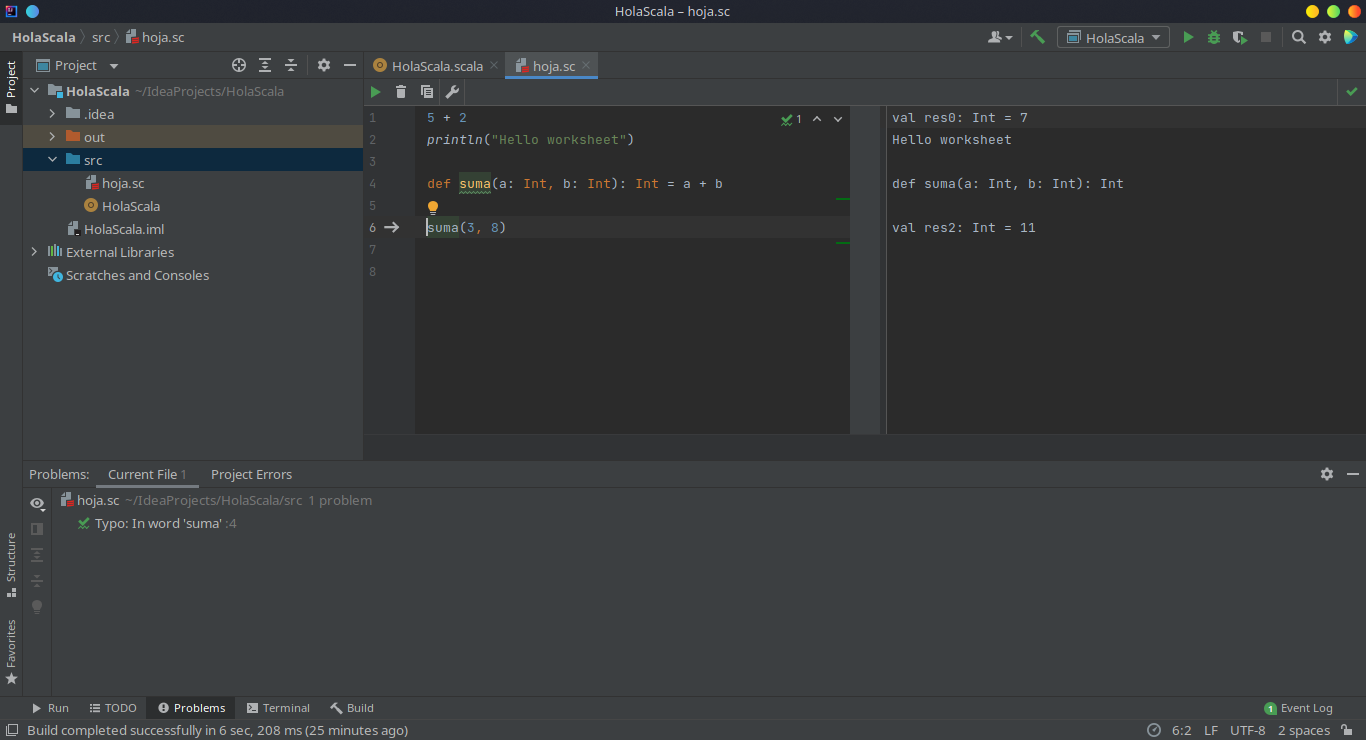 HolaScala – hoja.sc
HolaScala src hoja.sc
HolaScala
Project
Project
HolaScala ~/IdeaProjects/HolaScala
.idea
out
src
hoja.sc
HolaScala
HolaScala.iml
External Libraries
Scratches and Consoles
HolaScala.scala
hoja.sc
1 5 + 2
2 println("Hello worksheet")
3
4 def suma(a: Int, b: Int): Int = a + b
5
6 suma(3, 8)
7
8
1
val res0: Int = 7
Hello worksheet
def suma(a: Int, b: Int): Int
val res2: Int = 11
Problems: Current File 1 Project Errors
hoja.sc ~/IdeaProjects/HolaScala/src 1 problem
Typo: In word 'suma' :4
Structure
Favorites
Run TODO Problems Terminal Build
1 Event Log
Build completed successfully in 6 sec, 208 ms (25 minutes ago)
6:2 LF UTF-8 2 spaces